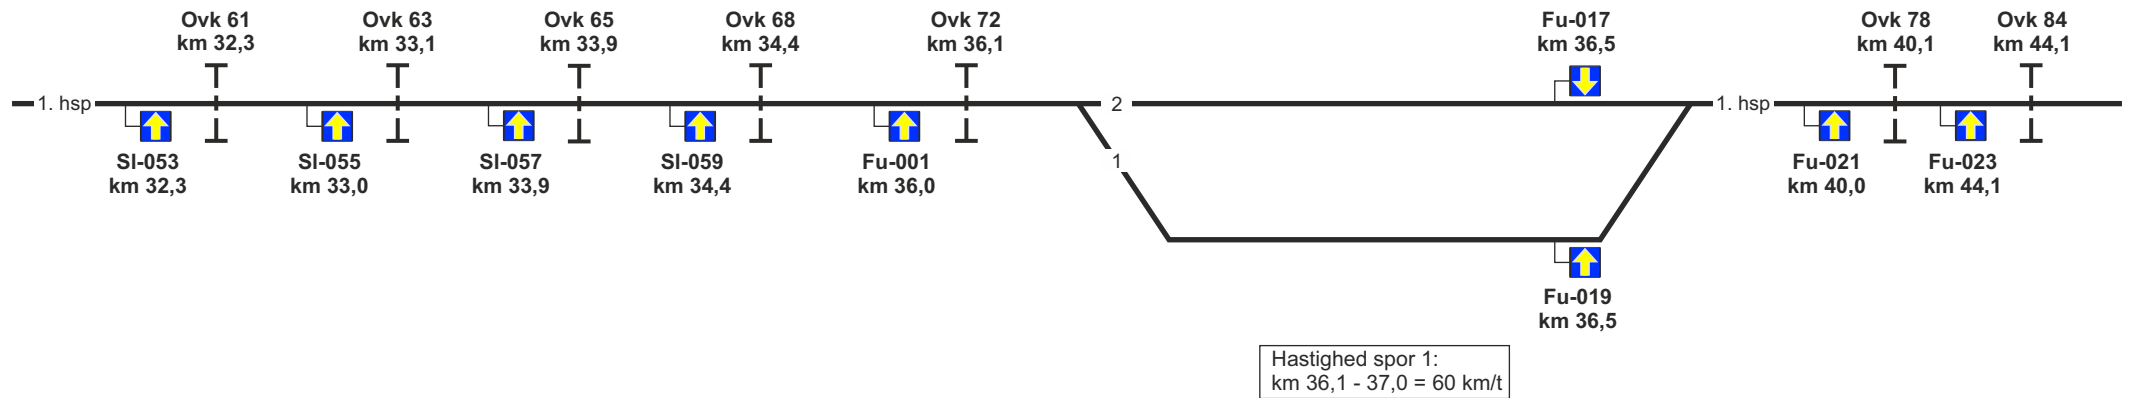 Ovk 61
km 32,3
Ovk 63
km 33,1
Ovk 65
km 33,9
Ovk 68
km 34,4
Ovk 72
km 36,1
Fu-017
km 36,5
Ovk 78
km 40,1
Ovk 84
km 44,1
1. hsp
2
1. hsp
1
Sl-053
km 32,3
Sl-055
km 33,0
Sl-057
km 33,9
Sl-059
km 34,4
Fu-001
km 36,0
Fu-021
km 40,0
Fu-023
km 44,1
Fu-019
km 36,5
Hastighed spor 1:
km 36,1 - 37,0 = 60 km/t